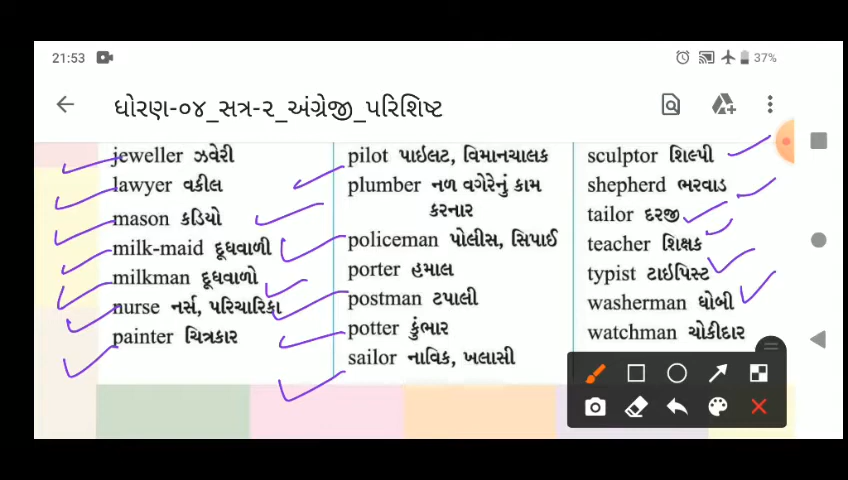 21:53
37%
ધોરણ-૦૪_સત્ર-૨_અંગ્રેજી_પરિશિષ્ટ
jeweller ઝવેરી
lawyer વકીલ
mason કડિયો
milk-maid દૂધવાળી
milkman દૂધવાળો
nurse નર્સ, પરિચારિકા
painter ચિત્રકાર
pilot પાઇલટ, વિમાનચાલક
plumber નળ વગેરેનું કામ
કરનાર
policeman પોલીસ, સિપાઈ
porter હમાલ
postman ટપાલી
potter કુંભાર
sailor નાવિક, ખલાસી
sculptor શિલ્પી
shepherd ભરવાડ
tailor દરજી
teacher શિક્ષક
typist ટાઇપિસ્ટ
washerman ધોબી
watchman ચોકીદાર